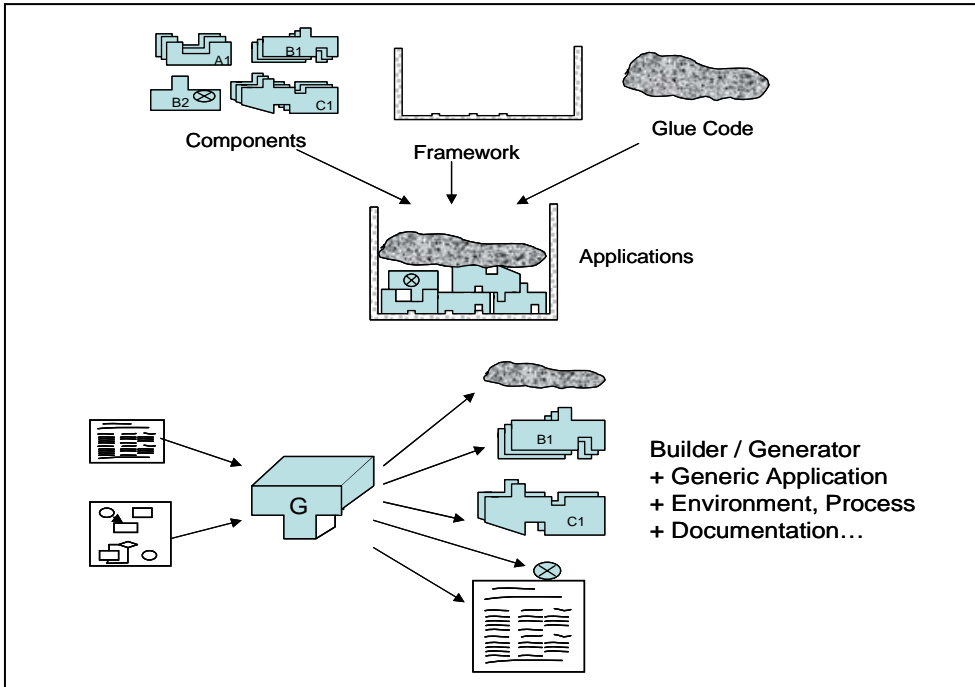 A1
B1
B2
C1
Components
Framework
Glue Code
Applications
G
B1
C1
Builder / Generator
+ Generic Application
+ Environment, Process
+ Documentation…